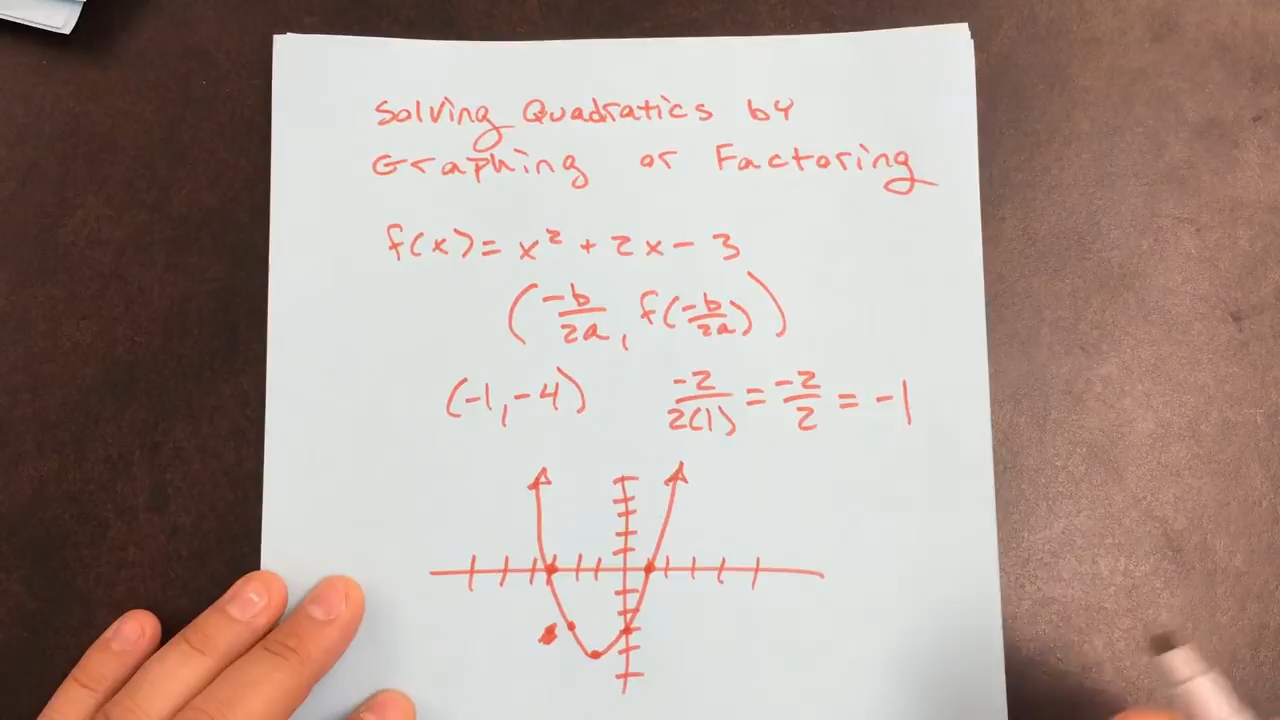 Solving Quadratics by
Graphing or Factoring
f(x) = x² + 2x - 3
(-b/2a, f(-b/2a))
(-1, -4) -2/2(1) = -2/2 = -1